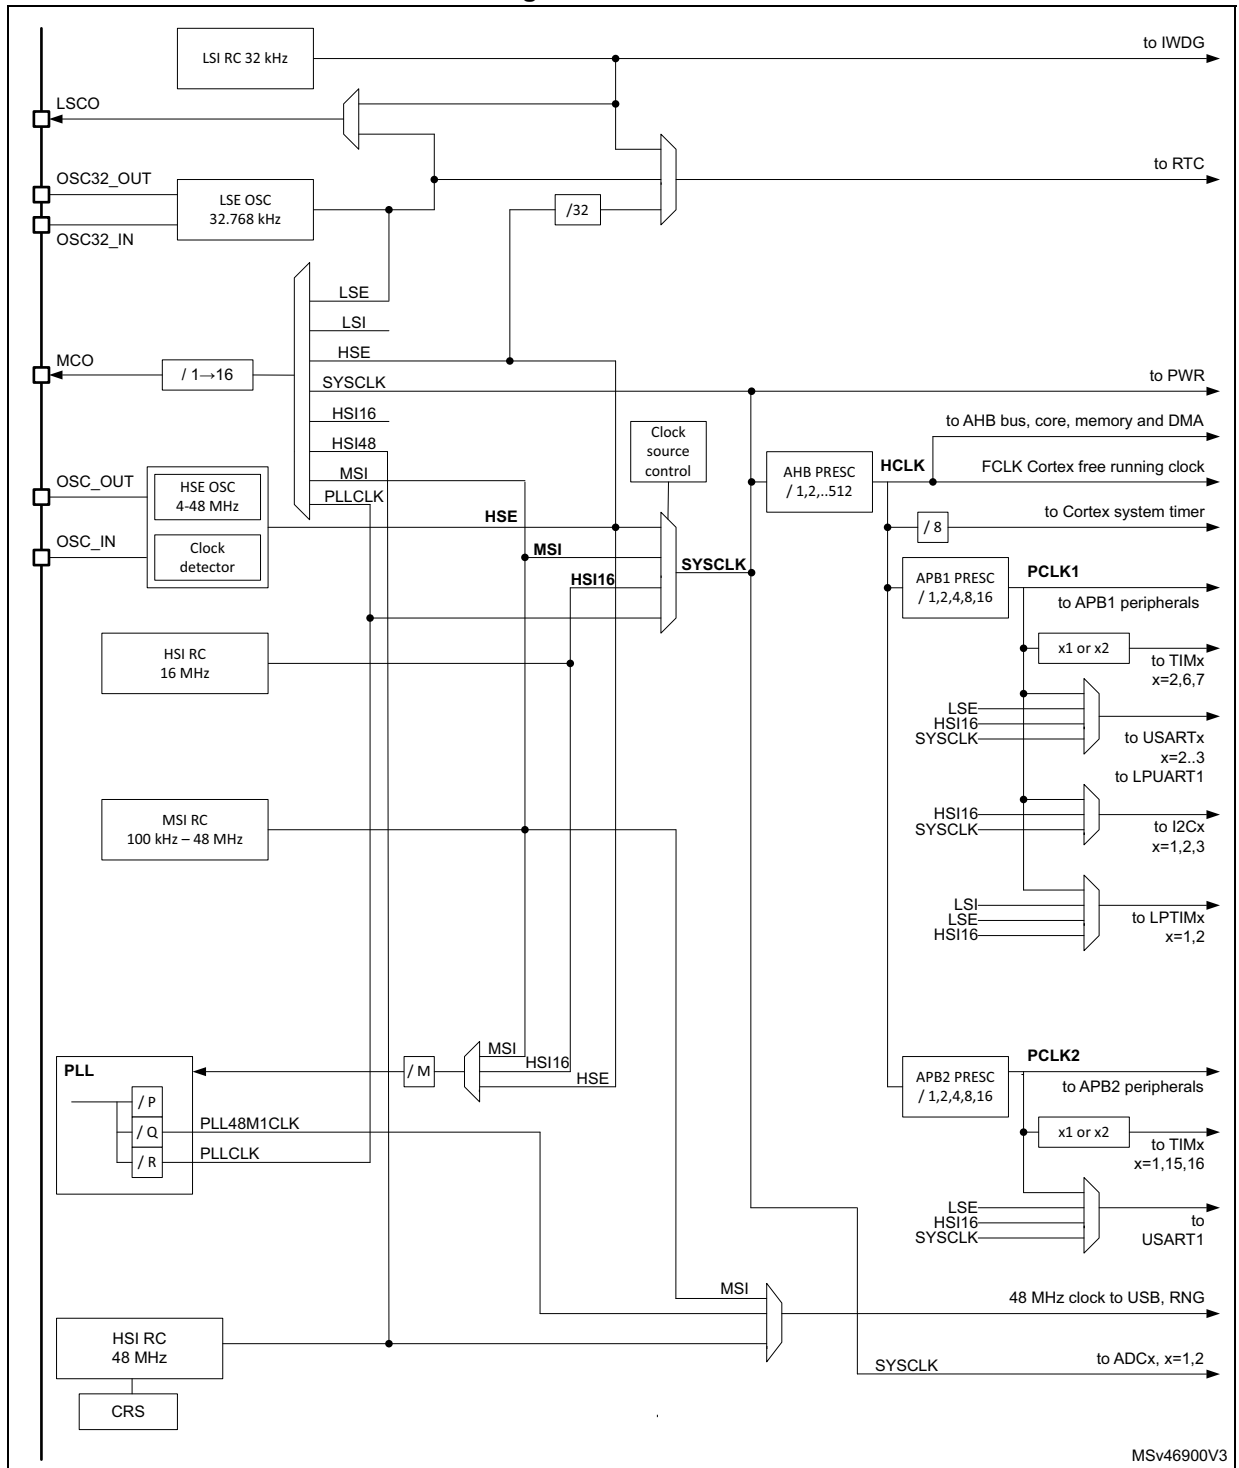 to IWDG
LSI RC 32 kHz
LSCO
to RTC
OSC32_OUT
LSE OSC
32.768 kHz
/32
OSC32_IN
LSE
LSI
HSE
MCO
/ 1→16
SYSCLK
to PWR
HSI16
to AHB bus, core, memory and DMA
Clock
source
control
HSI48
AHB PRESC
/ 1,2,..512
HCLK
FCLK Cortex free running clock
MSI
OSC_OUT
HSE OSC
4-48 MHz
PLLCLK
to Cortex system timer
/ 8
HSE
OSC_IN
Clock
detector
MSI
SYSCLK
HSI16
APB1 PRESC
/ 1,2,4,8,16
PCLK1
to APB1 peripherals
HSI RC
16 MHz
x1 or x2
to TIMx
x=2,6,7
LSE
HSI16
SYSCLK
to USARTx
x=2..3
to LPUART1
MSI RC
100 kHz – 48 MHz
HSI16
SYSCLK
to I2Cx
x=1,2,3
LSI
LSE
HSI16
to LPTIMx
x=1,2
MSI
HSI16
HSE
/ M
PLL
/ P
/ Q
/ R
PLL48M1CLK
PLLCLK
APB2 PRESC
/ 1,2,4,8,16
PCLK2
to APB2 peripherals
x1 or x2
to TIMx
x=1,15,16
LSE
HSI16
SYSCLK
to
USART1
MSI
48 MHz clock to USB, RNG
HSI RC
48 MHz
SYSCLK
to ADCx, x=1,2
CRS
MSv46900V3